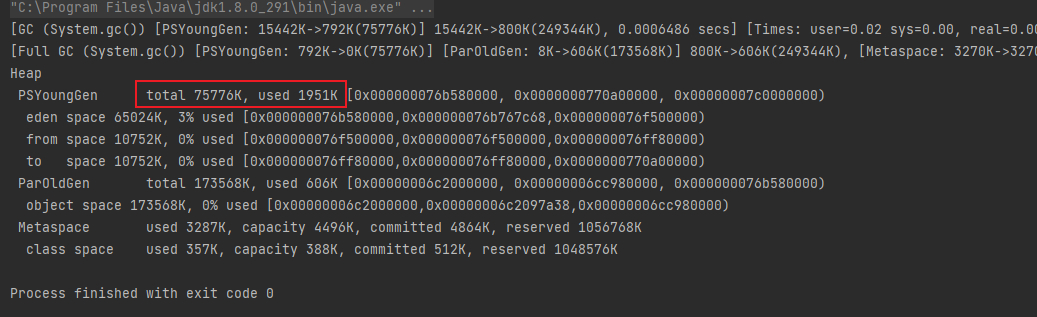 "C:\Program Files\Java\jdk1.8.0_291\bin\java.exe" ...
[GC (System.gc()) [PSYoungGen: 15442K->792K(75776K)] 15442K->800K(249344K), 0.0006486 secs] [Times: user=0.02 sys=0.00, real=0.00
[Full GC (System.gc()) [PSYoungGen: 792K->0K(75776K)] [ParOldGen: 8K->606K(173568K)] 800K->606K(249344K), [Metaspace: 3270K->3270
Heap
PSYoungGen total 75776K, used 1951K [0x000000076b580000, 0x0000000770a00000, 0x00000007c0000000)
eden space 65024K, 3% used [0x000000076b580000,0x000000076b767c68,0x000000076f500000)
from space 10752K, 0% used [0x000000076f500000,0x000000076f500000,0x000000076ff80000)
to space 10752K, 0% used [0x000000076ff80000,0x000000076ff80000,0x0000000770a00000)
ParOldGen total 173568K, used 606K [0x00000006c2000000, 0x00000006cc980000, 0x000000076b580000)
object space 173568K, 0% used [0x00000006c2000000,0x00000006c2097a38,0x00000006cc980000)
Metaspace used 3287K, capacity 4496K, committed 4864K, reserved 1056768K
class space used 357K, capacity 388K, committed 512K, reserved 1048576K
Process finished with exit code 0